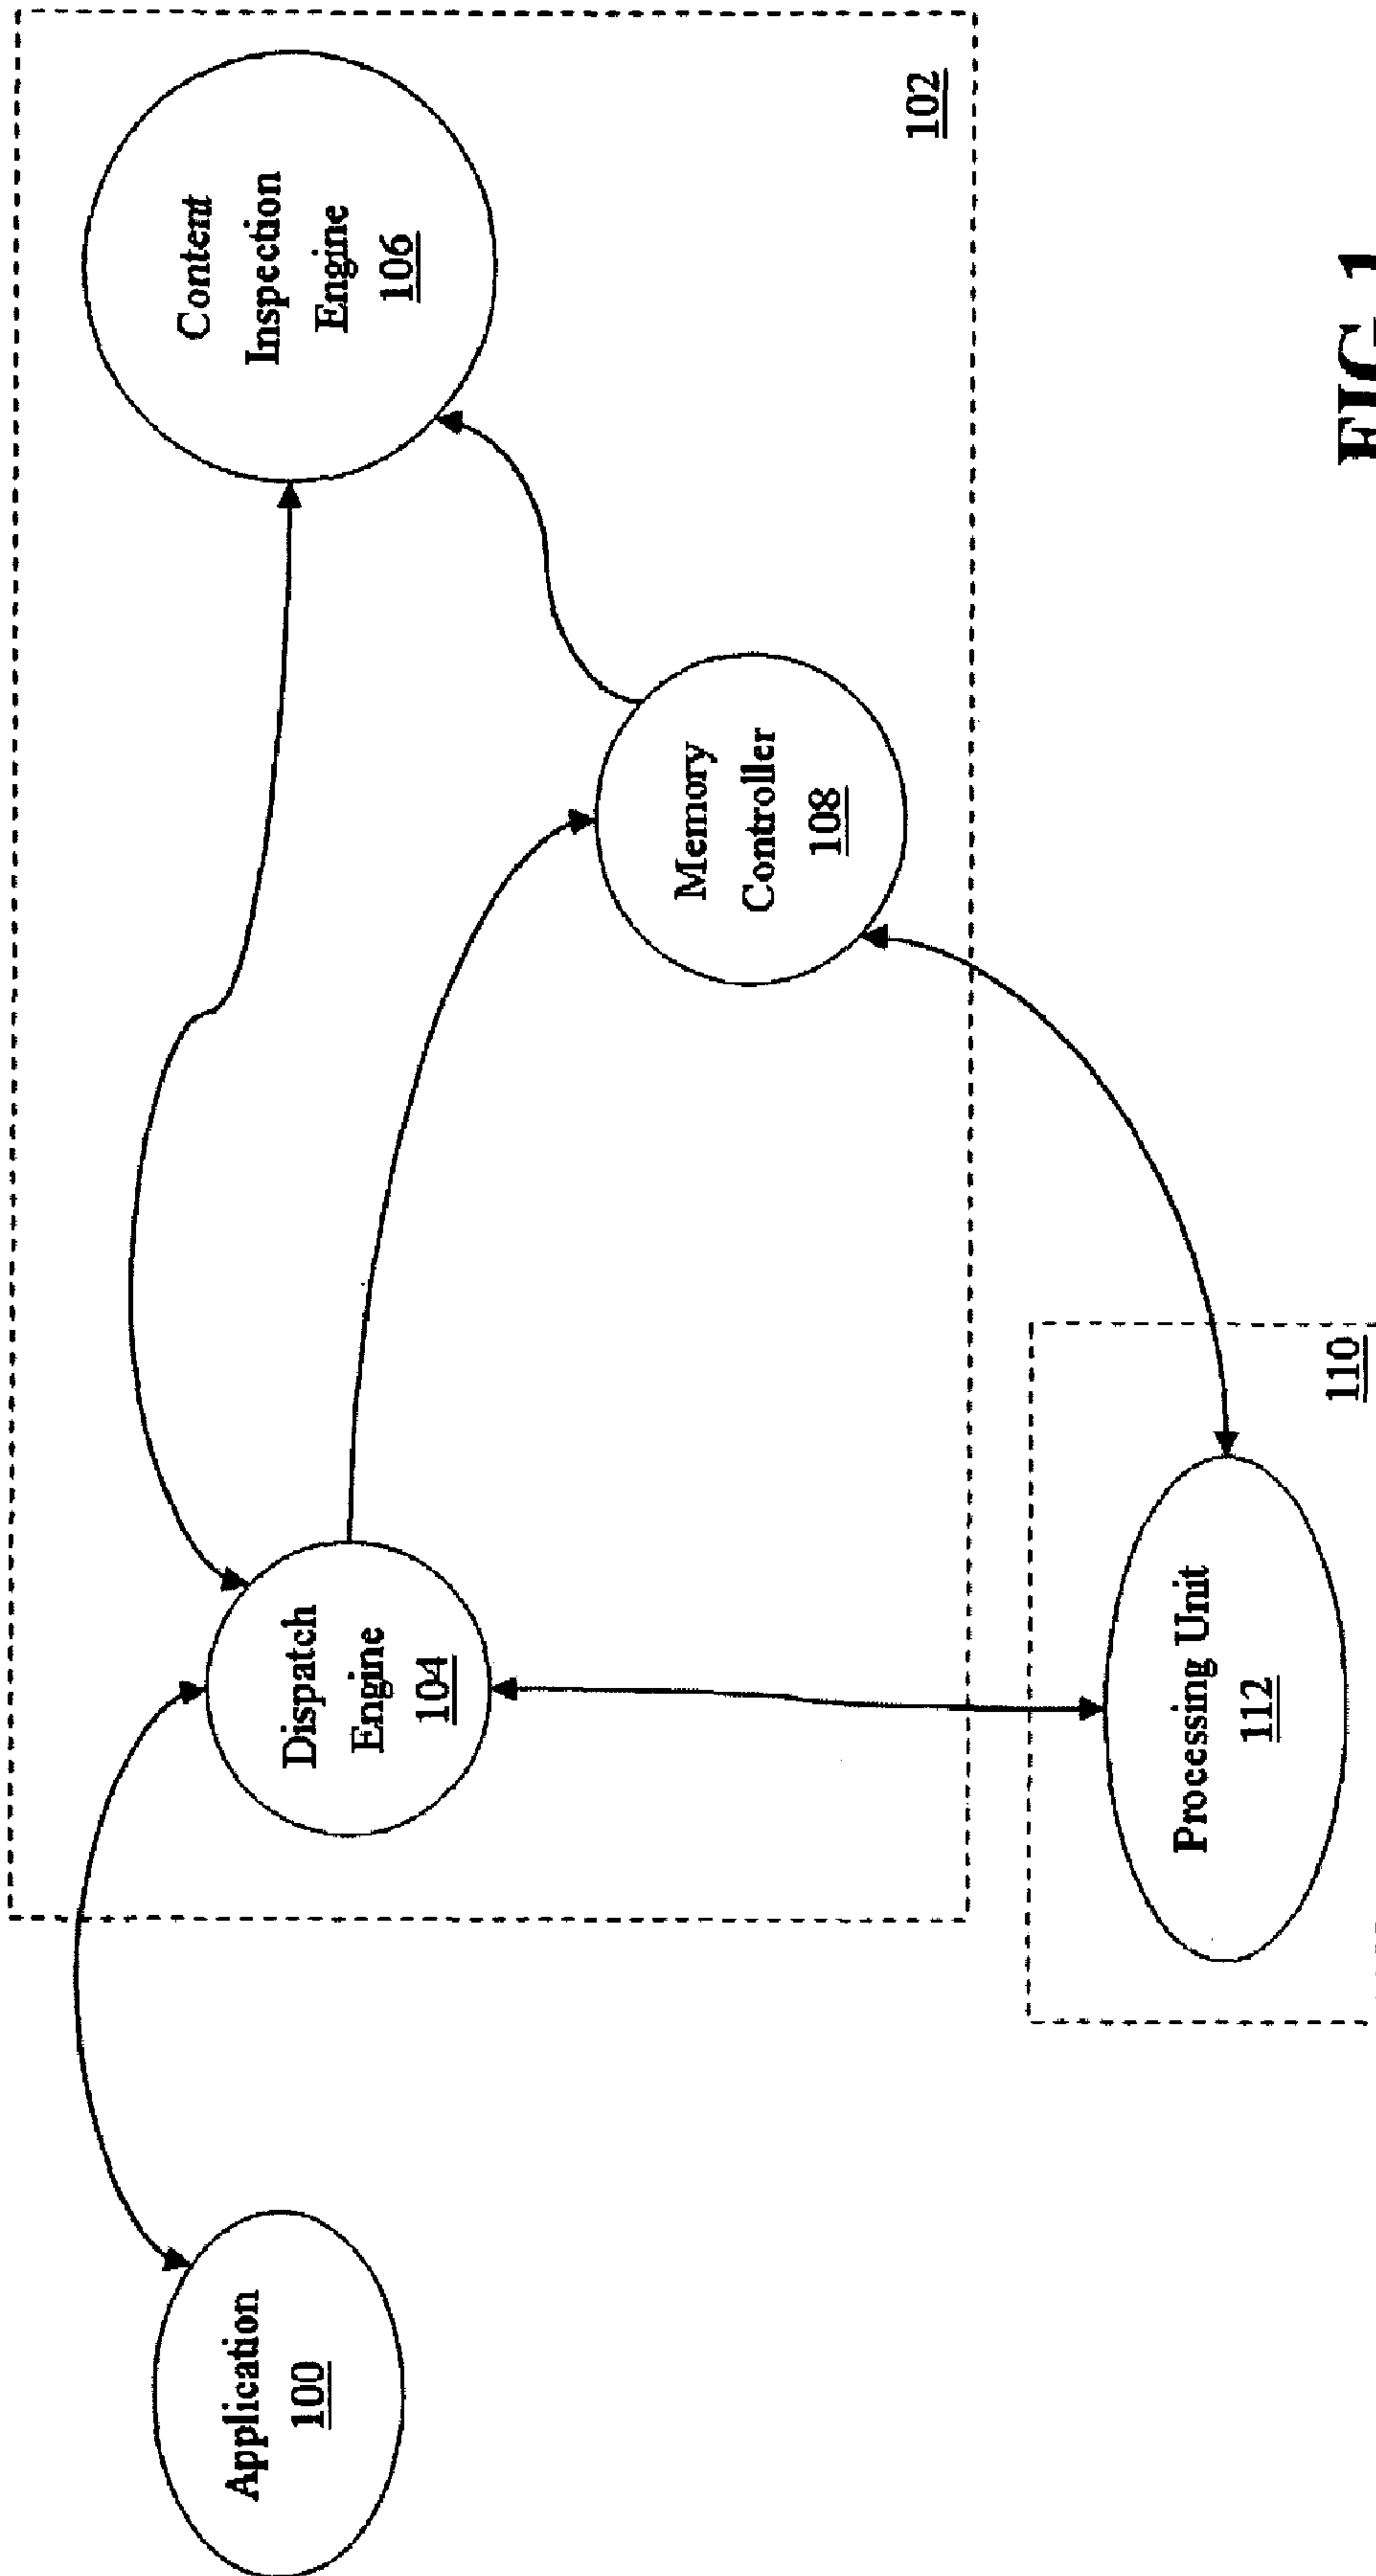 Application
100
Dispatch
Engine
104
Content
Inspection
Engine
106
Memory
Controller
108
102
Processing Unit
112
110
FIG. 1